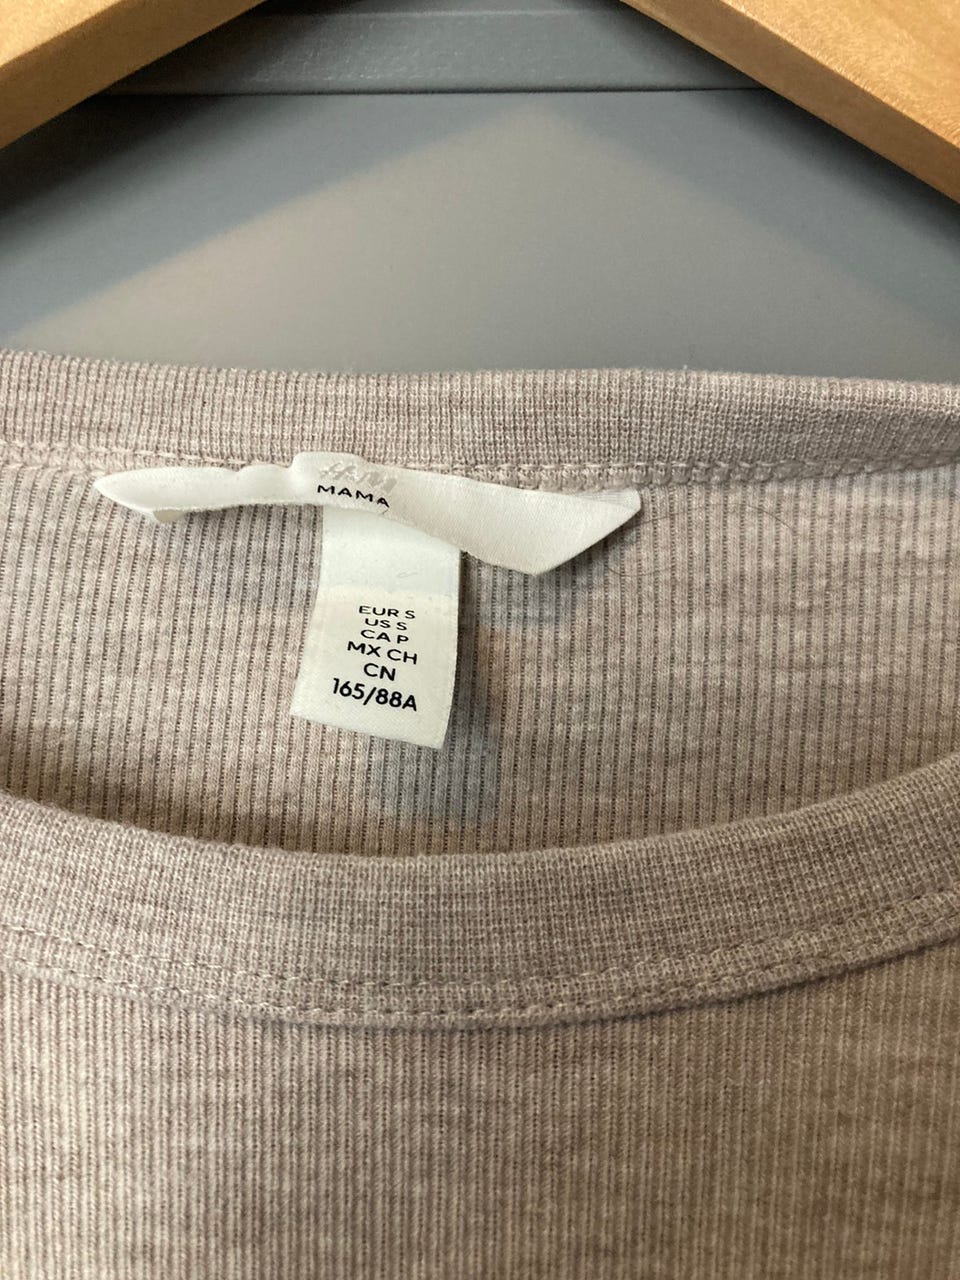 H&M
MAMA
EUR S
US S
CA P
MX CH
CN
165/88A